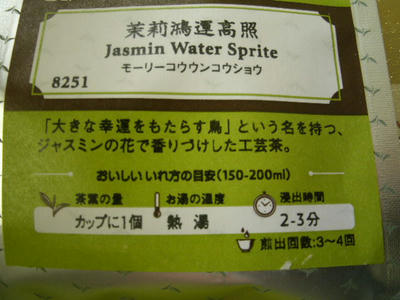 茉莉鴻運高照
Jasmin Water Sprite
モーリーコウウンコウショウ
8251
「大きな幸運をもたらす鳥」という名を持つ、
ジャスミンの花で香りづけした工芸茶。
おいしいいれ方の目安(150-200ml)
茶葉の量 お湯の温度 浸出時間
カップに1個 熱湯 2-3分
煎出回数:3〜4回